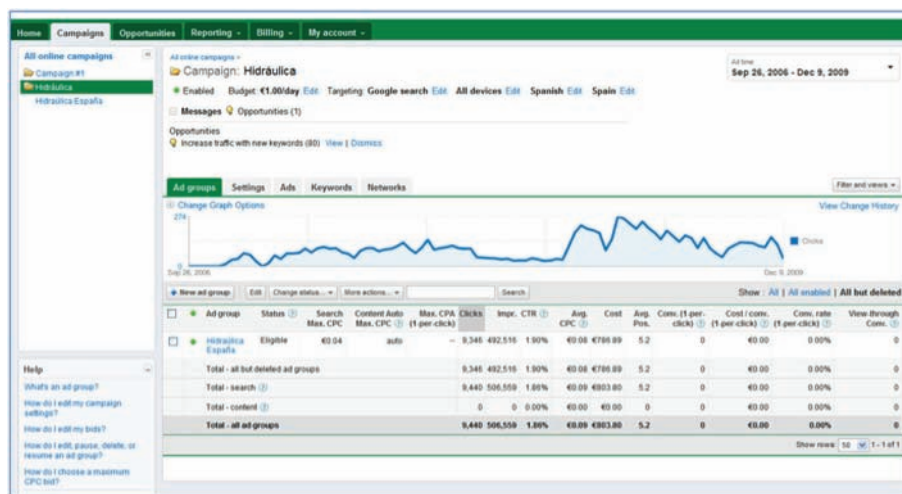 Home Campaigns Opportunities Reporting Billing My account
All online campaigns
Campaign #1
Hidráulica
Hidraúlica España
All online campaigns
Campaign: Hidráulica
All time
Sep 26, 2006 - Dec 9, 2009
Enabled Budget: €1.00/day Edit Targeting: Google search Edit All devices Edit Spanish Edit Spain Edit
Messages Opportunities (1)
Opportunities
Increase traffic with new keywords (80) View | Dismiss
Ad groups Settings Ads Keywords Networks Filter and views
Change Graph Options View Change History
274
Clicks
0
Sep 26, 2006 Dec 9, 2009
New ad group Edit Change status... More actions... Search Show : All | All enabled | All but deleted
Ad group Status Search Max. CPC Content Auto Max. CPC Max. CPA (1-per-click) Clicks Impr. CTR Avg. CPC Cost Avg. Pos. Conv. (1-per-click) Cost / conv. (1-per-click) Conv. rate (1-per-click) View-through Conv.
Hidraúlica España Eligible €0.04 auto -- 9,346 492,516 1.90% €0.08 €786.89 5.2 0 €0.00 0.00% 0
Total - all but deleted ad groups 9,346 492,516 1.90% €0.08 €786.89 5.2 0 €0.00 0.00% 0
Total - search 9,440 506,559 1.86% €0.09 €803.80 5.2 0 €0.00 0.00% 0
Total - content 0 0 0.00% €0.00 €0.00 0 0 €0.00 0.00% 0
Total - all ad groups 9,440 506,559 1.86% €0.09 €803.80 5.2 0 €0.00 0.00% 0
Show rows: 50 1 - 1 of 1
Help
What's an ad group?
How do I edit my campaign
settings?
How do I edit my bids?
How do I edit, pause, delete, or
resume an ad group?
How do I choose a maximum
CPC bid?